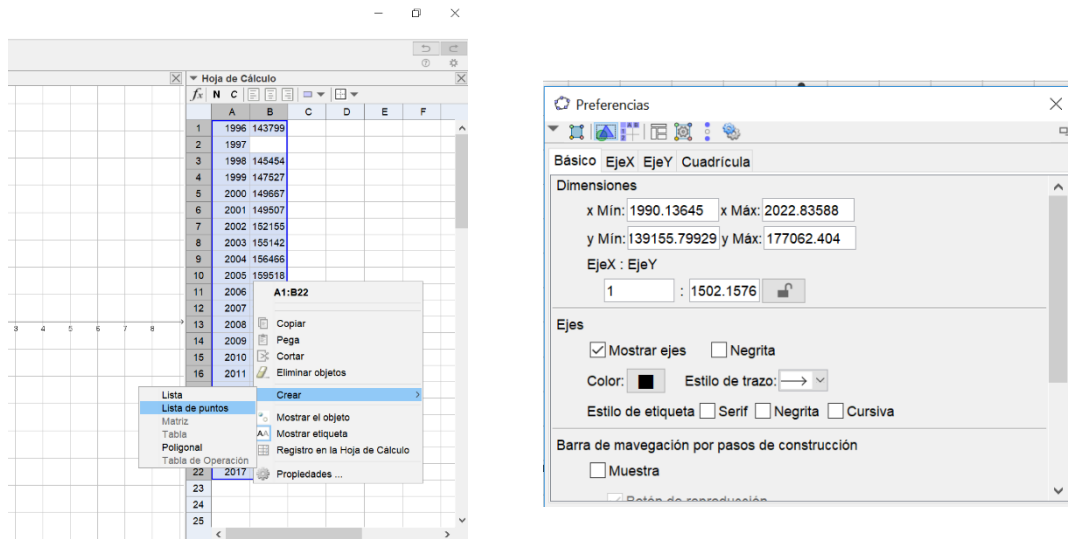 Hoja de Cálculo
fx N C
A B C D E F
1 1996 143799
2 1997
3 1998 145454
4 1999 147527
5 2000 149667
6 2001 149507
7 2002 152155
8 2003 155142
9 2004 156466
10 2005 159518
11 2006
12 2007
13 2008
14 2009
15 2010
16 2011
22 2017
23
24
25
3 4 5 6 7 8
A1:B22
Copiar
Pega
Cortar
Eliminar objetos
Crear
Mostrar el objeto
AA Mostrar etiqueta
Registro en la Hoja de Cálculo
Propiedades ...
Lista
Lista de puntos
Matriz
Tabla
Poligonal
Tabla de Operación
Preferencias
Básico EjeX EjeY Cuadrícula
Dimensiones
x Mín: 1990.13645 x Máx: 2022.83588
y Mín: 139155.79929 y Máx: 177062.404
EjeX : EjeY
1 : 1502.1576
Ejes
Mostrar ejes Negrita
Color: Estilo de trazo:
Estilo de etiqueta Serif Negrita Cursiva
Barra de mavegación por pasos de construcción
Muestra
Botón de reproducción